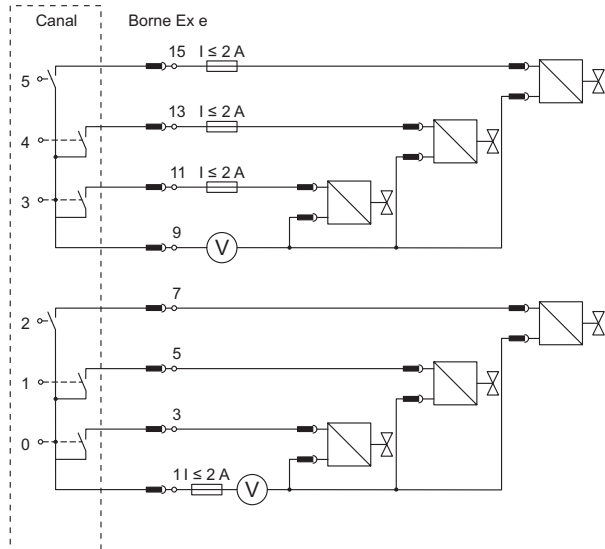 Canal Borne Ex e
15 I ≤ 2 A
5
13 I ≤ 2 A
4
11 I ≤ 2 A
3
9
V
7
2
5
1
3
0
1 I ≤ 2 A
V